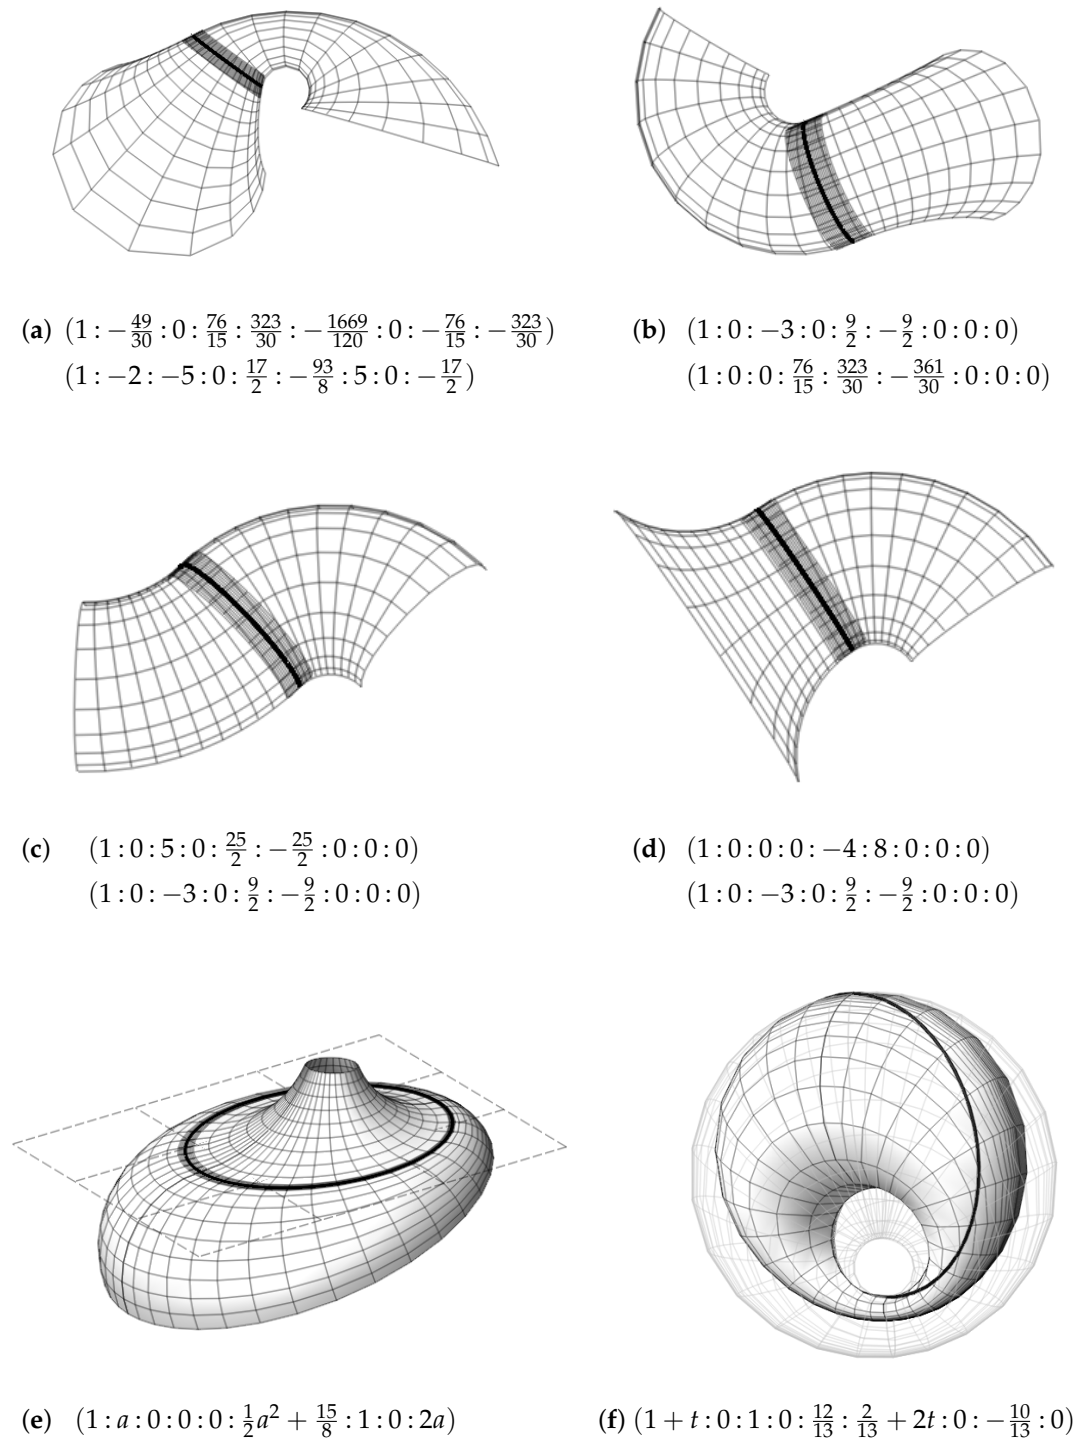 (a) (1 : −49/30 : 0 : 76/15 : 323/30 : −1669/120 : 0 : −76/15 : −323/30)
(1 : −2 : −5 : 0 : 17/2 : −93/8 : 5 : 0 : −17/2)
(b) (1 : 0 : −3 : 0 : 9/2 : −9/2 : 0 : 0 : 0)
(1 : 0 : 0 : 76/15 : 323/30 : −361/30 : 0 : 0 : 0)
(c) (1 : 0 : 5 : 0 : 25/2 : −25/2 : 0 : 0 : 0)
(1 : 0 : −3 : 0 : 9/2 : −9/2 : 0 : 0 : 0)
(d) (1 : 0 : 0 : 0 : −4 : 8 : 0 : 0 : 0)
(1 : 0 : −3 : 0 : 9/2 : −9/2 : 0 : 0 : 0)
(e) (1 : a : 0 : 0 : 0 : 1/2a² + 15/8 : 1 : 0 : 2a)
(f) (1 + t : 0 : 1 : 0 : 12/13 : 2/13 + 2t : 0 : −10/13 : 0)